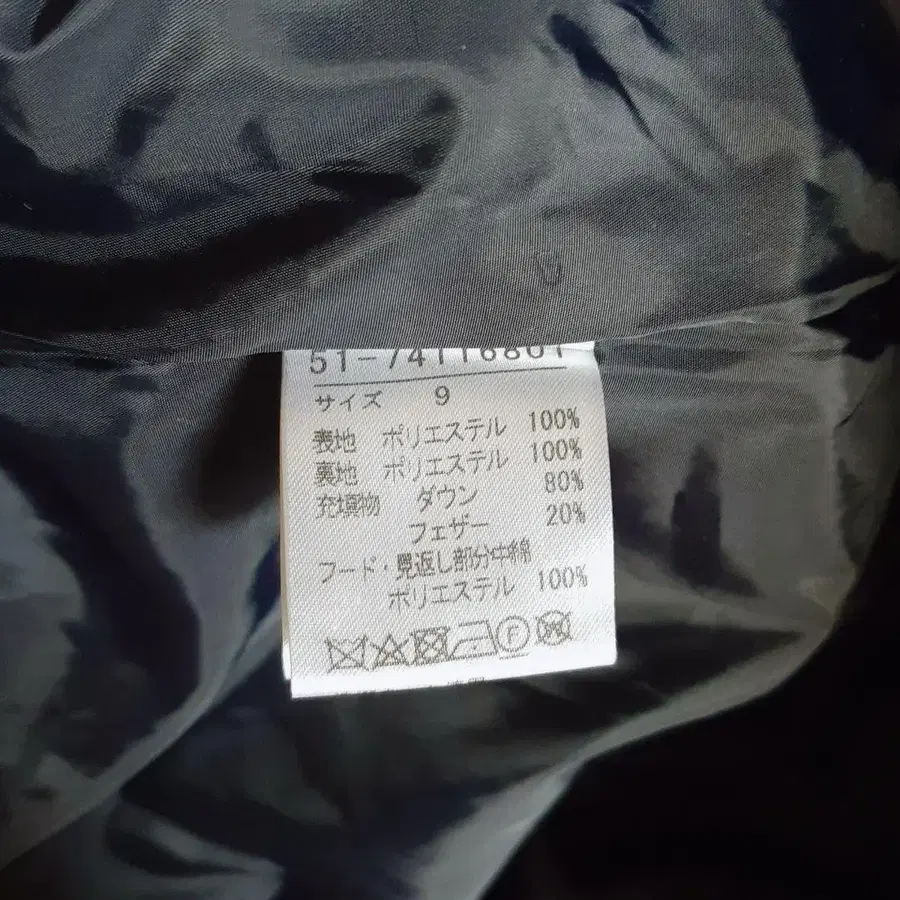 51-74116801
サイズ 9
表地 ポリエステル 100%
裏地 ポリエステル 100%
充填物 ダウン 80%
フェザー 20%
フード・見返し部分中綿
ポリエステル 100%